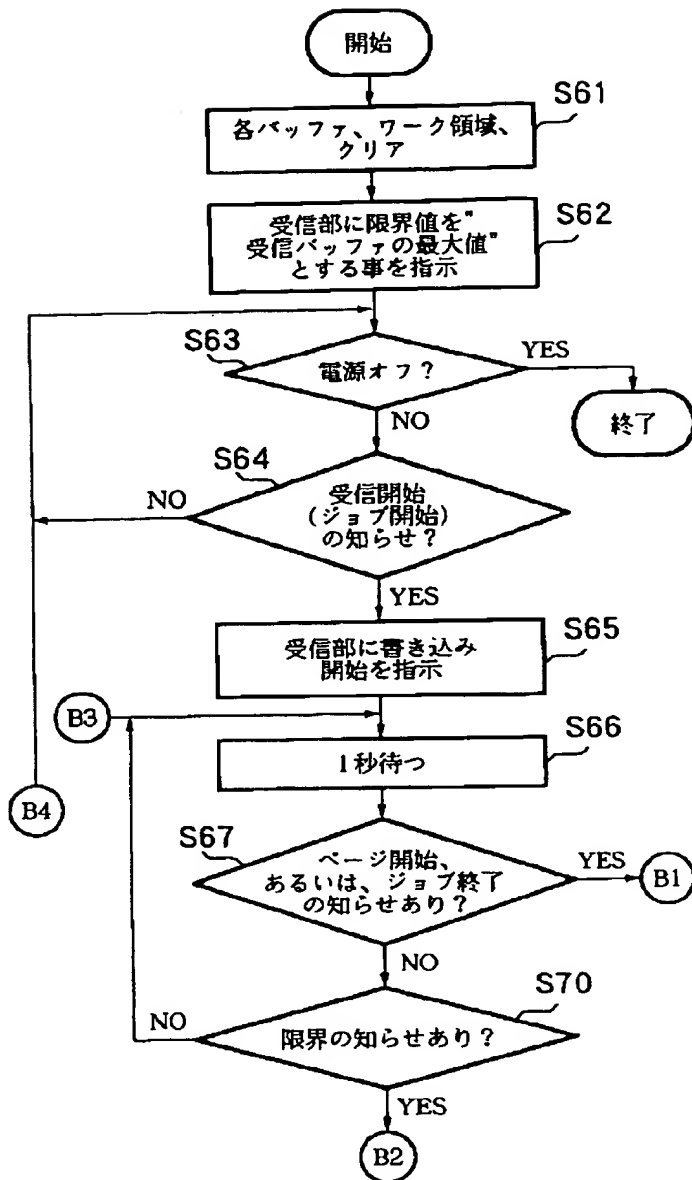 開始
S61
各バッファ、ワーク領域、
クリア
S62
受信部に限界値を”
受信バッファの最大値”
とする事を指示
S63
電源オフ?
YES
終了
NO
S64
受信開始
(ジョブ開始)
の知らせ?
NO
YES
S65
受信部に書き込み
開始を指示
B3
S66
1秒待つ
B4
S67
ページ開始、
あるいは、ジョブ終了
の知らせあり?
YES
B1
NO
S70
限界の知らせあり?
NO
YES
B2